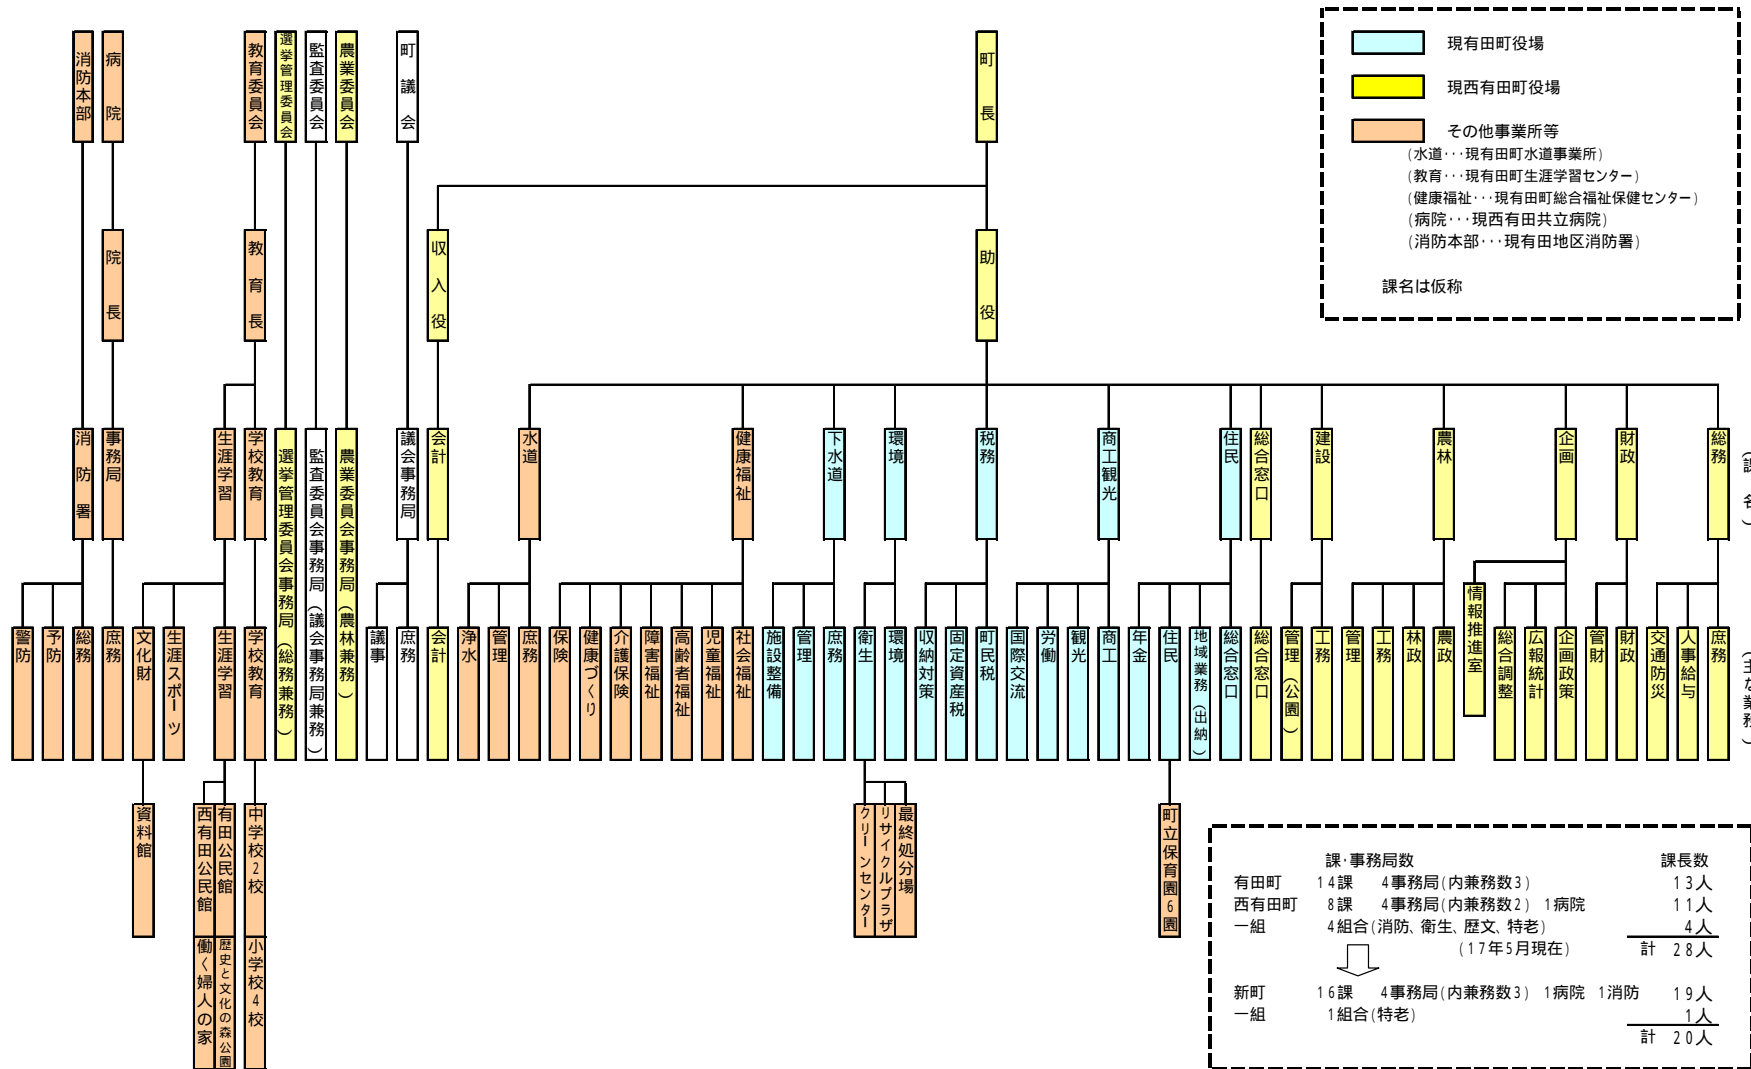 現有田町役場
現西有田町役場
その他事業所等
(水道･･･現有田町水道事業所)
(教育･･･現有田町生涯学習センター)
(健康福祉･･･現有田町総合福祉保健センター)
(病院･･･現西有田共立病院)
(消防本部･･･現有田地区消防署)
課名は仮称
消防本部
病院
教育委員会
選挙管理委員会
監査委員会
農業委員会
町議会
町長
院長
教育長
収入役
助役
消防署
事務局
生涯学習
学校教育
選挙管理委員会事務局(総務兼務)
監査委員会事務局(議会事務局兼務)
農業委員会事務局(農林兼務)
議会事務局
会計
水道
健康福祉
下水道
環境
税務
商工観光
住民
総合窓口
建設
農林
企画
財政
総務
(課名)
警防
予防
総務
庶務
文化財
生涯スポーツ
生涯学習
学校教育
議事
庶務
会計
浄水
管理
庶務
保険
健康づくり
介護保険
障害福祉
高齢者福祉
児童福祉
社会福祉
施設整備
管理
庶務
衛生
環境
収納対策
固定資産税
町民税
国際交流
労働
観光
商工
年金
住民
地域業務(出納)
総合窓口
総合窓口
管理(公園)
工務
管理
工務
林政
農政
情報推進室
総合調整
広報統計
企画政策
管財
財政
交通防災
人事給与
庶務
(主な業務)
資料館
西有田公民館
有田公民館
中学校2校
クリーンセンター
リサイクルプラザ
最終処分場
町立保育園6園
働く婦人の家
歴史と文化の森公園
小学校4校
課･事務局数 課長数
有田町 14課 4事務局(内兼務数3) 13人
西有田町 8課 4事務局(内兼務数2) 1病院 11人
一組 4組合(消防、衛生、歴文、特老) 4人
(17年5月現在) 計 28人
新町 16課 4事務局(内兼務数3) 1病院 1消防 19人
一組 1組合(特老) 1人
計 20人